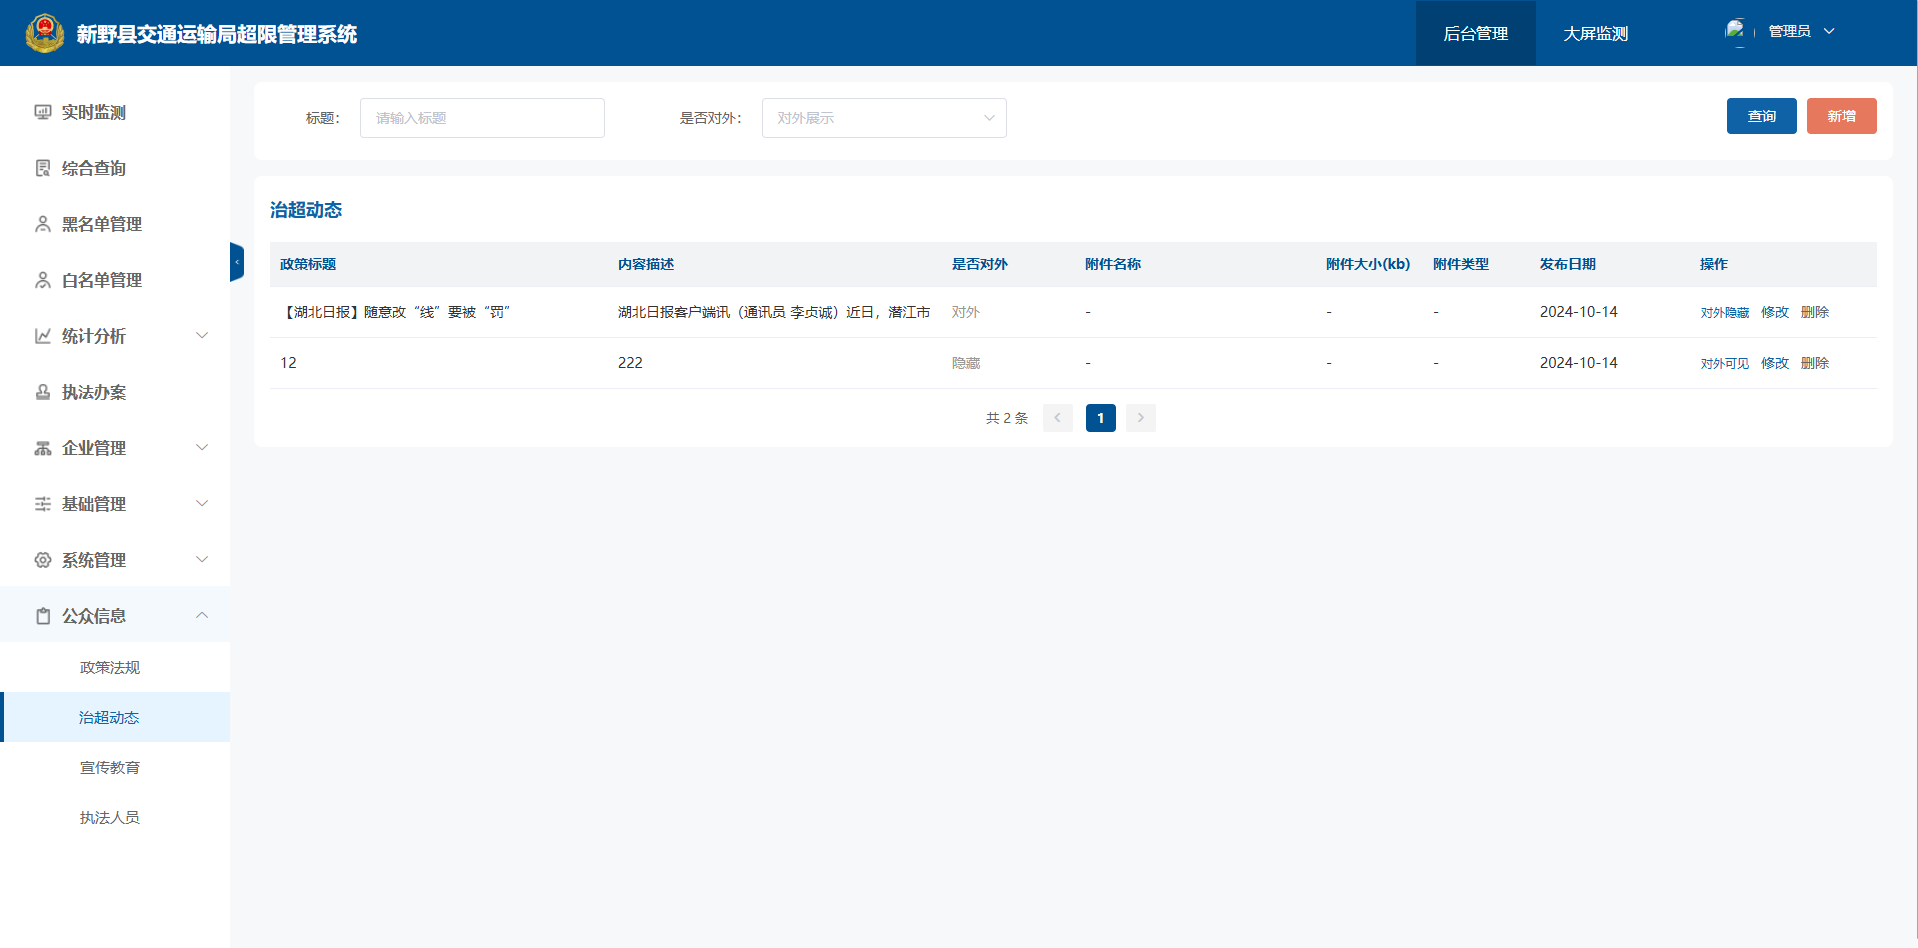 新野县交通运输局超限管理系统
后台管理
大屏监测
管理员
实时监测
综合查询
黑名单管理
白名单管理
统计分析
执法办案
企业管理
基础管理
系统管理
公众信息
政策法规
治超动态
宣传教育
执法人员
标题： 请输入标题 是否对外： 对外展示 查询 新增
治超动态
政策标题 内容描述 是否对外 附件名称 附件大小(kb) 附件类型 发布日期 操作
【湖北日报】随意改“线”要被“罚” 湖北日报客户端讯（通讯员 李贞诚）近日，潜江市 对外 - - - 2024-10-14 对外隐藏 修改 删除
12 222 隐藏 - - - 2024-10-14 对外可见 修改 删除
共 2 条 1